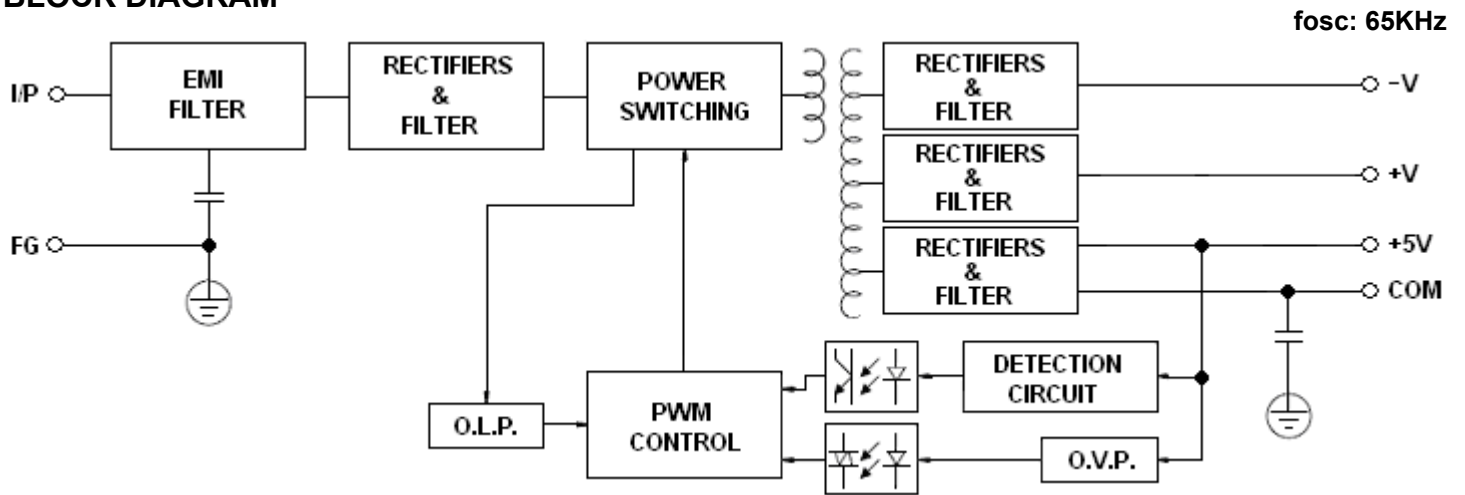 BLOCK DIAGRAM
fosc: 65KHz
I/P
EMI
FILTER
RECTIFIERS
&
FILTER
POWER
SWITCHING
RECTIFIERS
&
FILTER
-V
RECTIFIERS
&
FILTER
+V
FG
RECTIFIERS
&
FILTER
+5V
COM
DETECTION
CIRCUIT
O.L.P.
PWM
CONTROL
O.V.P.